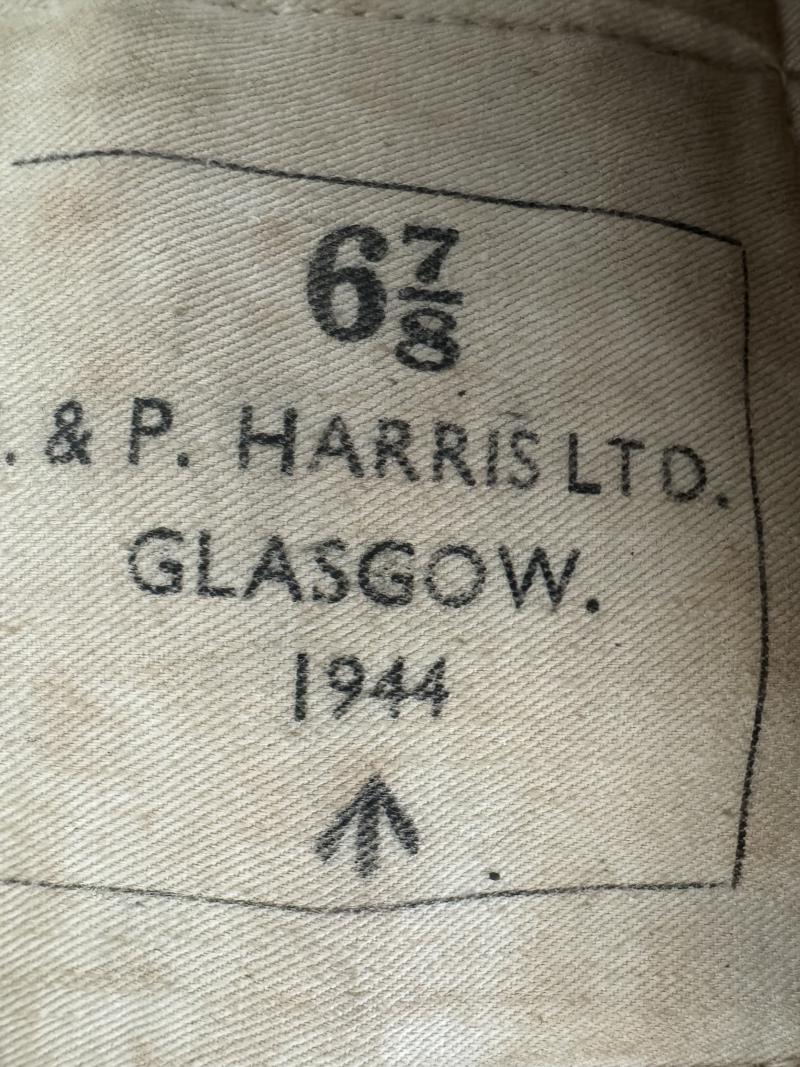 6 7/8
. & P. HARRIS LTD.
GLASGOW.
1944